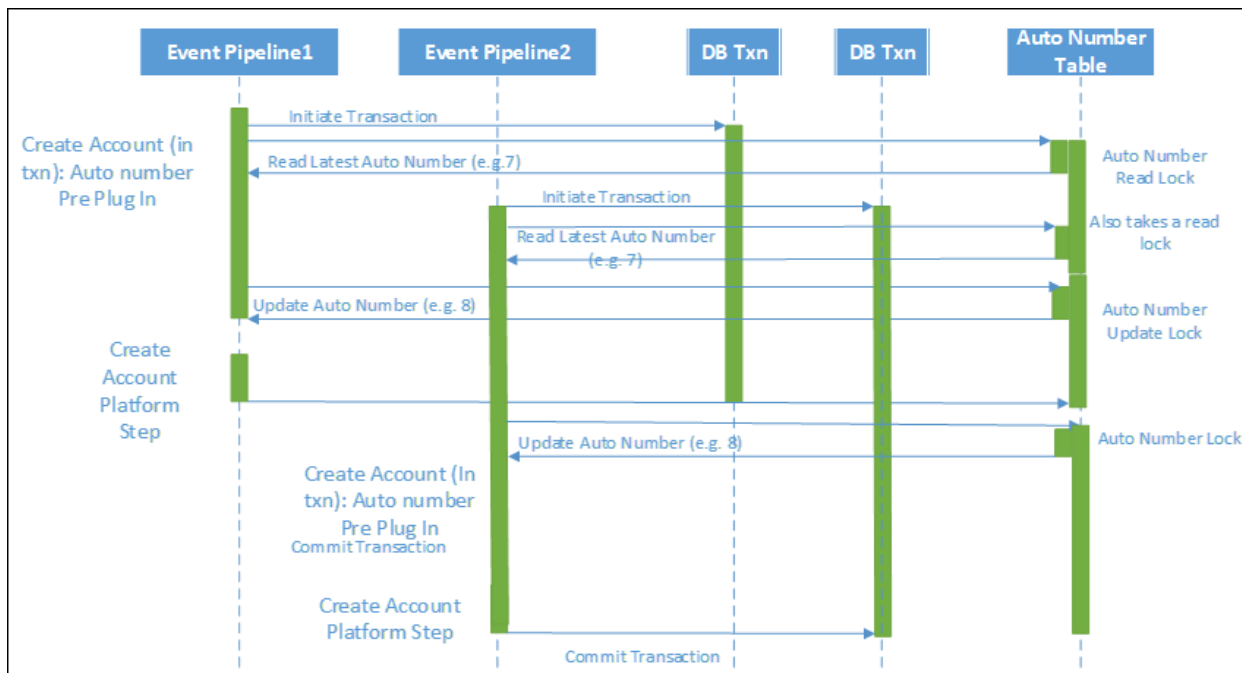 Event Pipeline1
Event Pipeline2
DB Txn
DB Txn
Auto Number
Table
Initiate Transaction
Create Account (in
txn): Auto number
Pre Plug In
Read Latest Auto Number (e.g.7)
Auto Number
Read Lock
Initiate Transaction
Also takes a read
lock
Read Latest Auto Number
(e.g. 7)
Update Auto Number (e.g. 8)
Auto Number
Update Lock
Create
Account
Platform
Step
Update Auto Number (e.g. 8)
Auto Number Lock
Create Account (In
txn): Auto number
Pre Plug In
Commit Transaction
Create Account
Platform Step
Commit Transaction